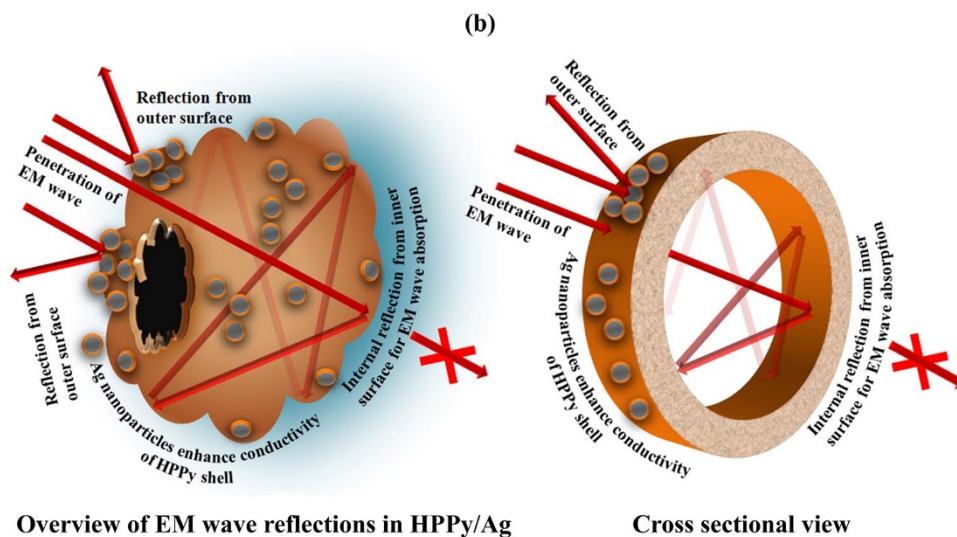 (b)
Reflection from
outer surface
Penetration of
EM wave
Reflection from
outer surface
Ag nanoparticles enhance conductivity
of HPPy shell
Internal reflection from inner
surface for EM wave absorption
Overview of EM wave reflections in HPPy/Ag
Reflection from
outer surface
Penetration of
EM wave
Ag nanoparticles enhance conductivity
of HPPy shell
Internal reflection from inner
surface for EM wave absorption
Cross sectional view